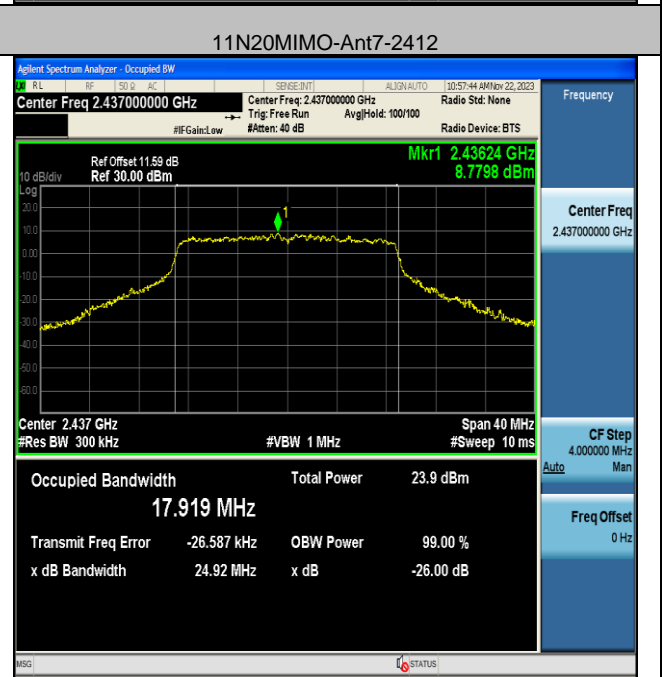 11N20MIMO-Ant7-2412
Agilent Spectrum Analyzer - Occupied BW
RL RF 50 Ω AC SENSE:INT ALIGN AUTO 10:57:44 AM Nov 22, 2023
Center Freq 2.437000000 GHz
Center Freq: 2.437000000 GHz
Radio Std: None
Trig: Free Run Avg|Hold: 100/100
#IFGain:Low #Atten: 40 dB Radio Device: BTS
Frequency
Mkr1 2.43624 GHz
8.7798 dBm
Ref Offset 11.59 dB
10 dB/div Ref 30.00 dBm
Log
20.0
1
10.0
0.00
-10.0
-20.0
-30.0
-40.0
-50.0
-60.0
Center 2.437 GHz Span 40 MHz
#Res BW 300 kHz #VBW 1 MHz #Sweep 10 ms
Center Freq
2.437000000 GHz
CF Step
4.000000 MHz
Auto Man
Freq Offset
0 Hz
Occupied Bandwidth Total Power 23.9 dBm
17.919 MHz
Transmit Freq Error -26.587 kHz OBW Power 99.00 %
x dB Bandwidth 24.92 MHz x dB -26.00 dB
MSG STATUS